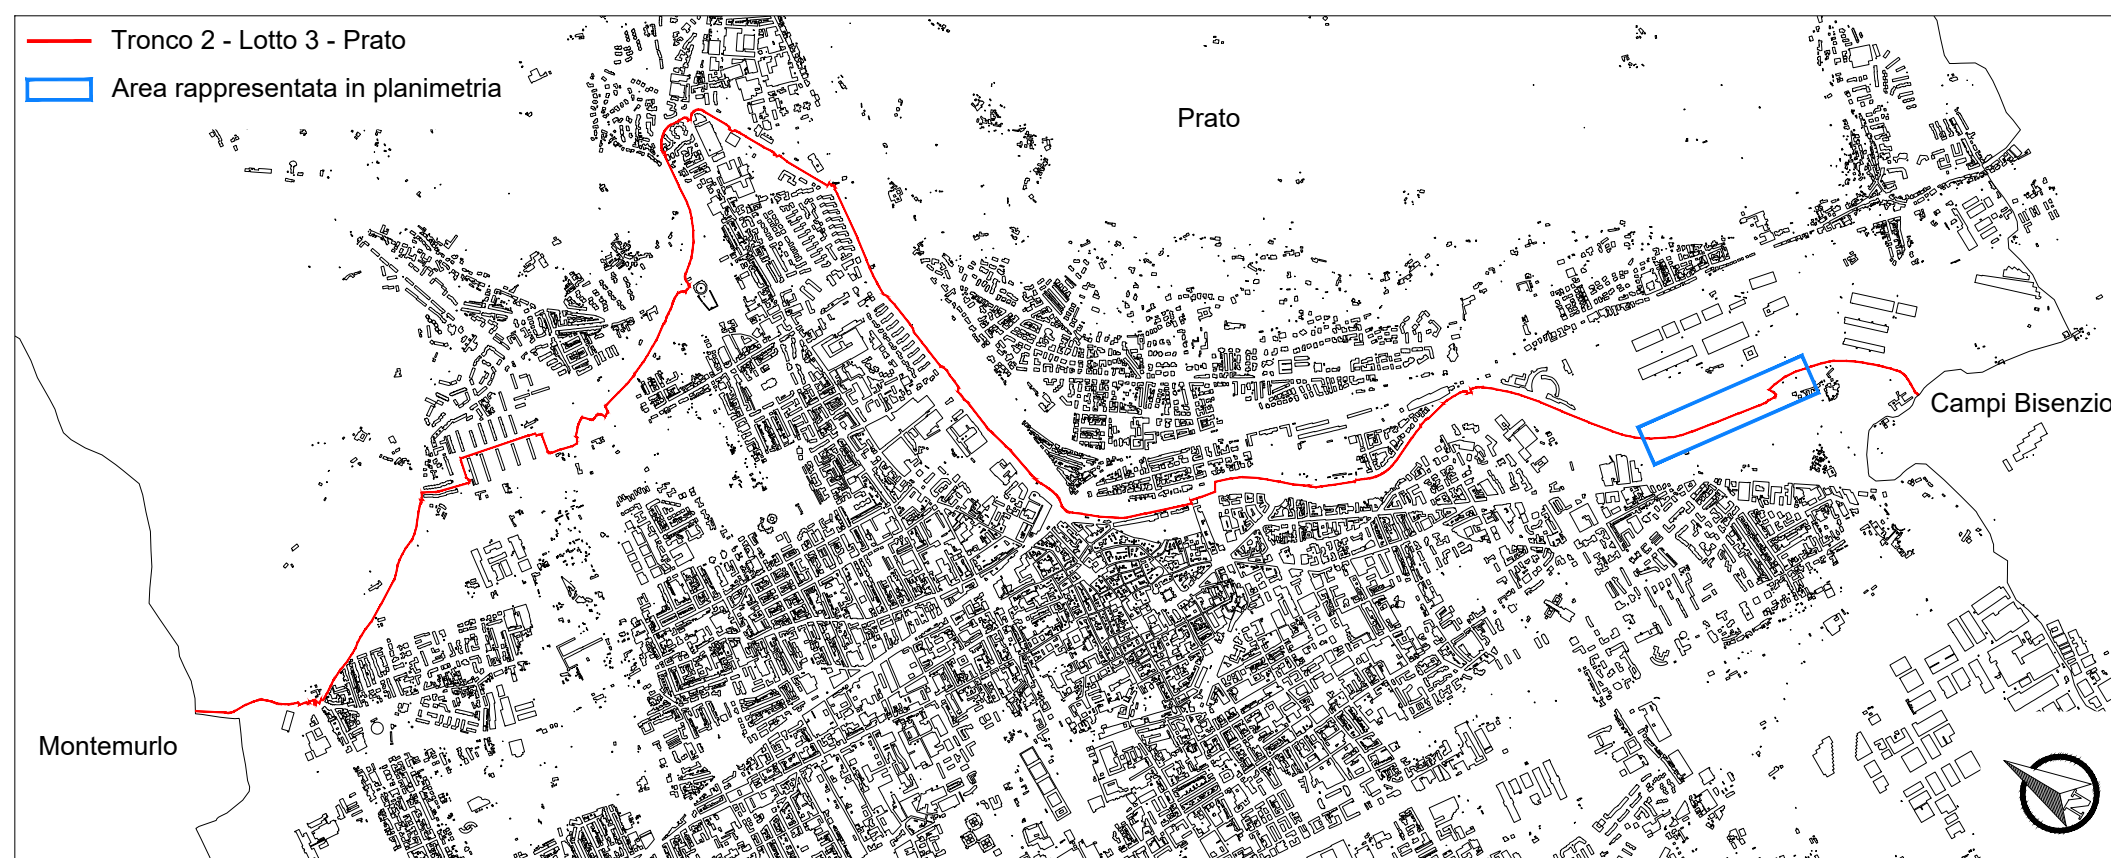 Tronco 2 - Lotto 3 - Prato
Area rappresentata in planimetria
Prato
Campi Bisenzio
Montemurlo